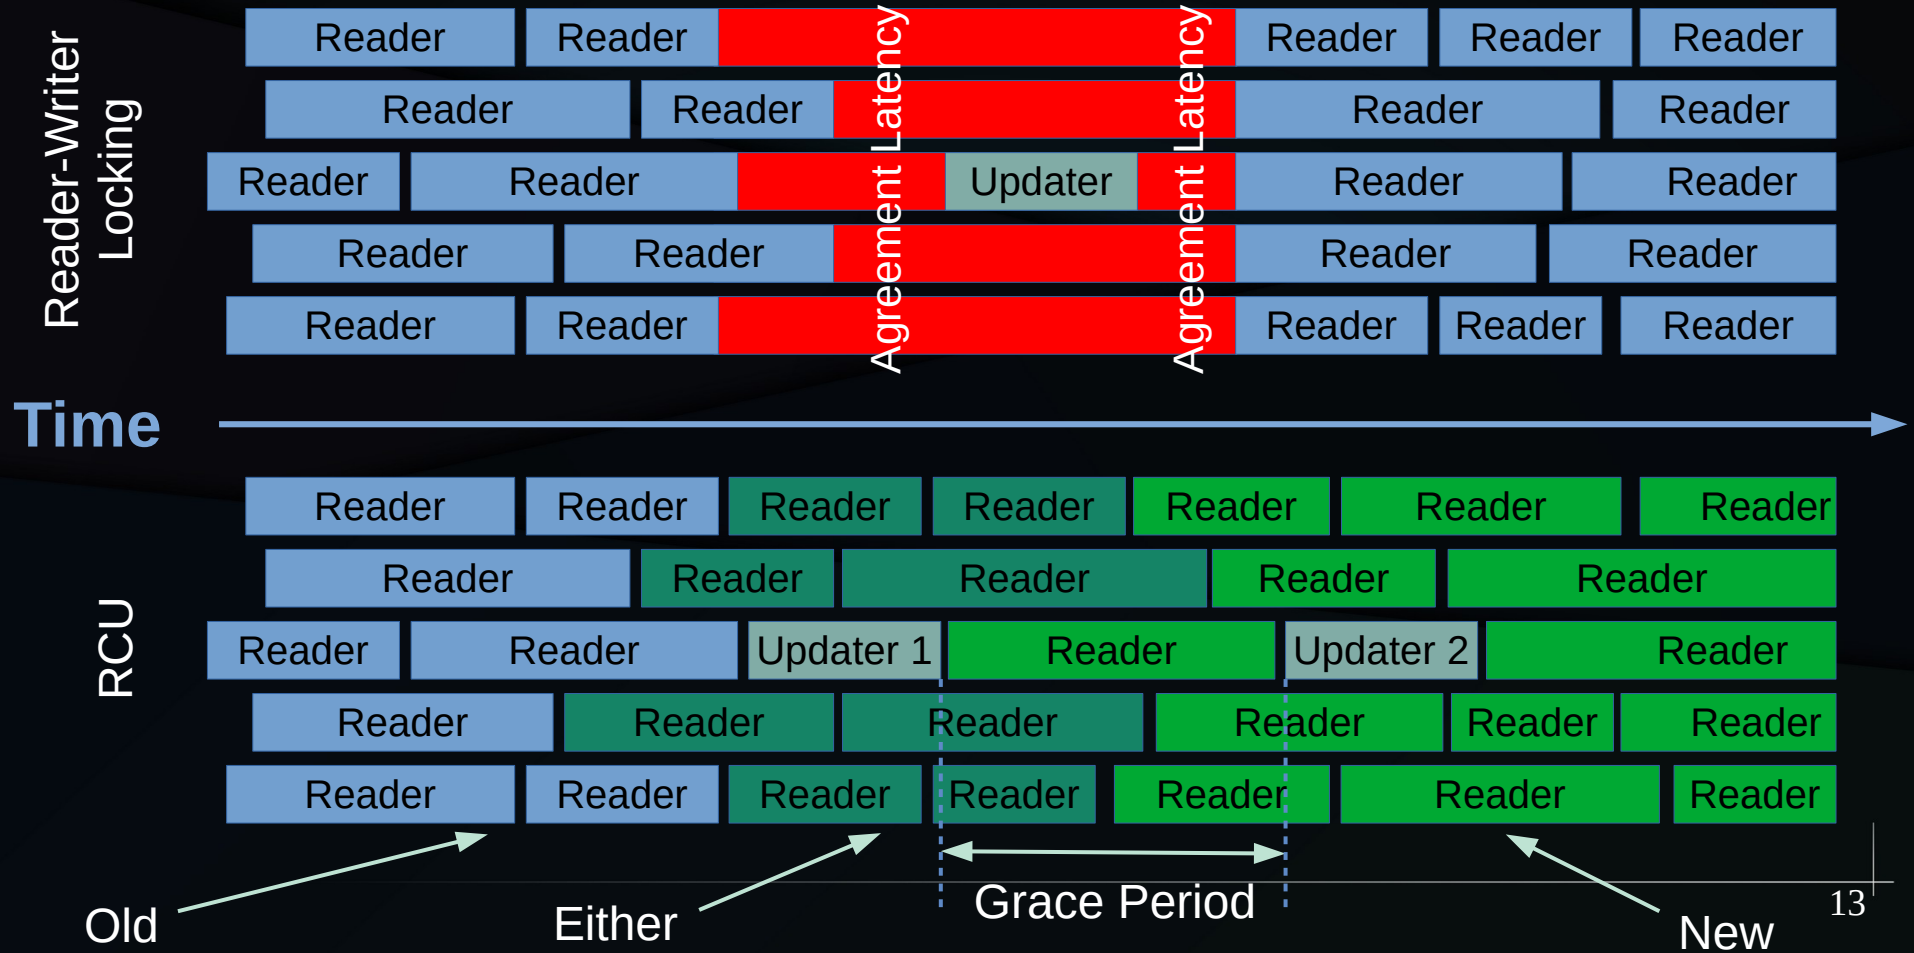 Reader-Writer
Locking
Agreement Latency
Agreement Latency
Reader Reader Reader Reader Reader
Reader Reader Reader Reader
Reader Reader Updater Reader Reader
Reader Reader Reader Reader
Reader Reader Reader Reader Reader
Time
RCU
Reader Reader Reader Reader Reader Reader Reader
Reader Reader Reader Reader Reader
Reader Reader Updater 1 Reader Updater 2 Reader
Reader Reader Reader Reader Reader Reader
Reader Reader Reader Reader Reader Reader Reader
Old
Either
Grace Period
New
13